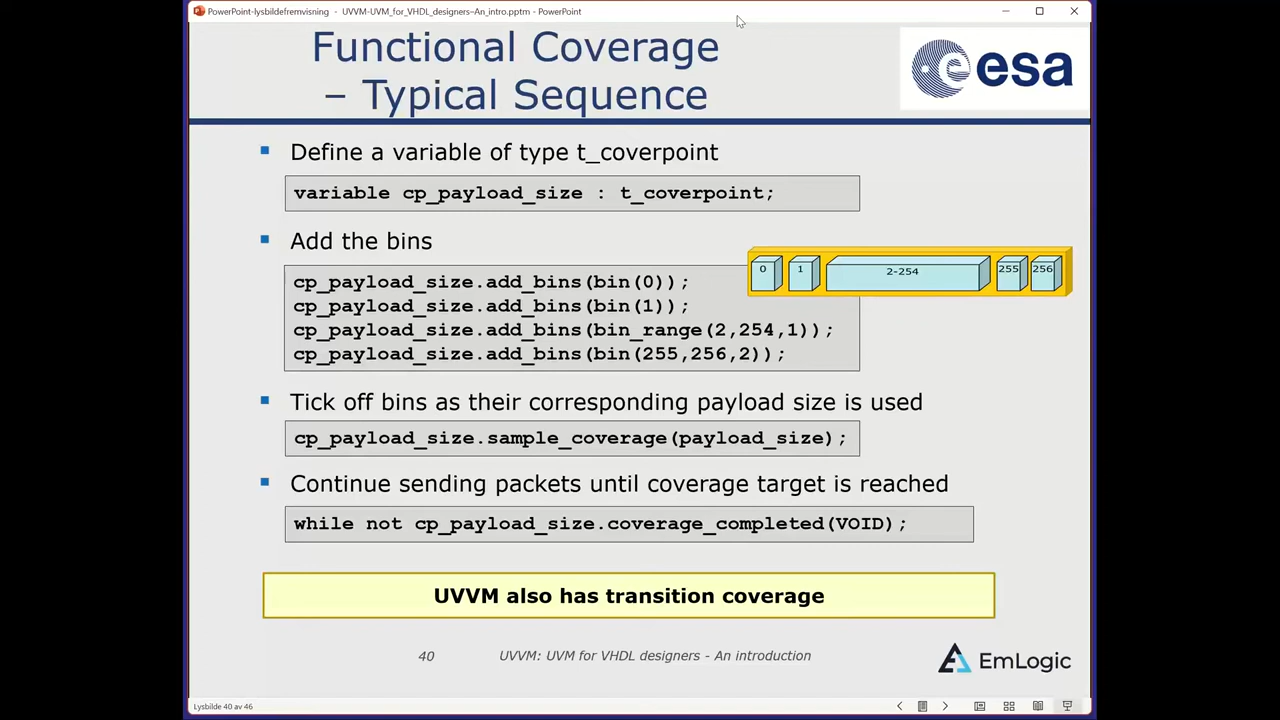 PowerPoint-lysbildefremvisning - UVVM-UVM_for_VHDL_designers–An_intro.pptm - PowerPoint
Functional Coverage
– Typical Sequence
esa
Define a variable of type t_coverpoint
variable cp_payload_size : t_coverpoint;
Add the bins
cp_payload_size.add_bins(bin(0));
cp_payload_size.add_bins(bin(1));
cp_payload_size.add_bins(bin_range(2,254,1));
cp_payload_size.add_bins(bin(255,256,2));
0 1 2-254 255 256
Tick off bins as their corresponding payload size is used
cp_payload_size.sample_coverage(payload_size);
Continue sending packets until coverage target is reached
while not cp_payload_size.coverage_completed(VOID);
UVVM also has transition coverage
40 UVVM: UVM for VHDL designers - An introduction
EmLogic
Lysbilde 40 av 46